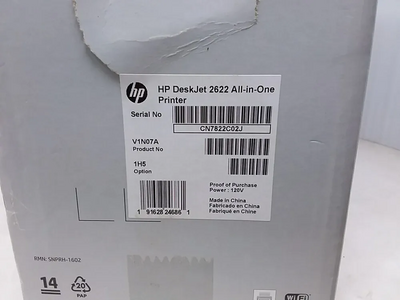 hp
HP DeskJet 2622 All-in-One
Printer
Serial No
CN7822C02J
V1N07A
Product No
1H5
Option
Proof of Purchase
Power : 120V
Made in China
Fabricado en China
Fabriqué en Chine
1 91628 24686 1
RMN: SNPRH-1602
14
20
PAP
WiFi